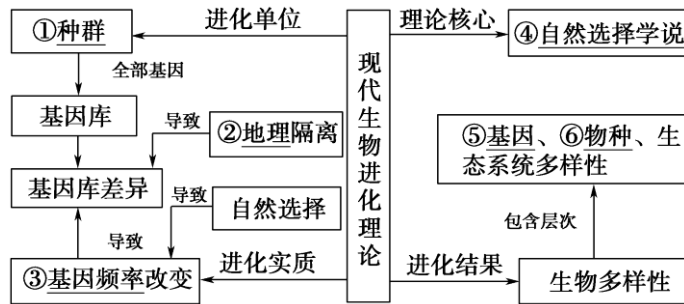 ①种群
进化单位
理论核心
④自然选择学说
全部基因
现代生物进化理论
基因库
导致
②地理隔离
⑤基因、⑥物种、生
态系统多样性
基因库差异
导致
自然选择
导致
包含层次
③基因频率改变
进化实质
进化结果
生物多样性